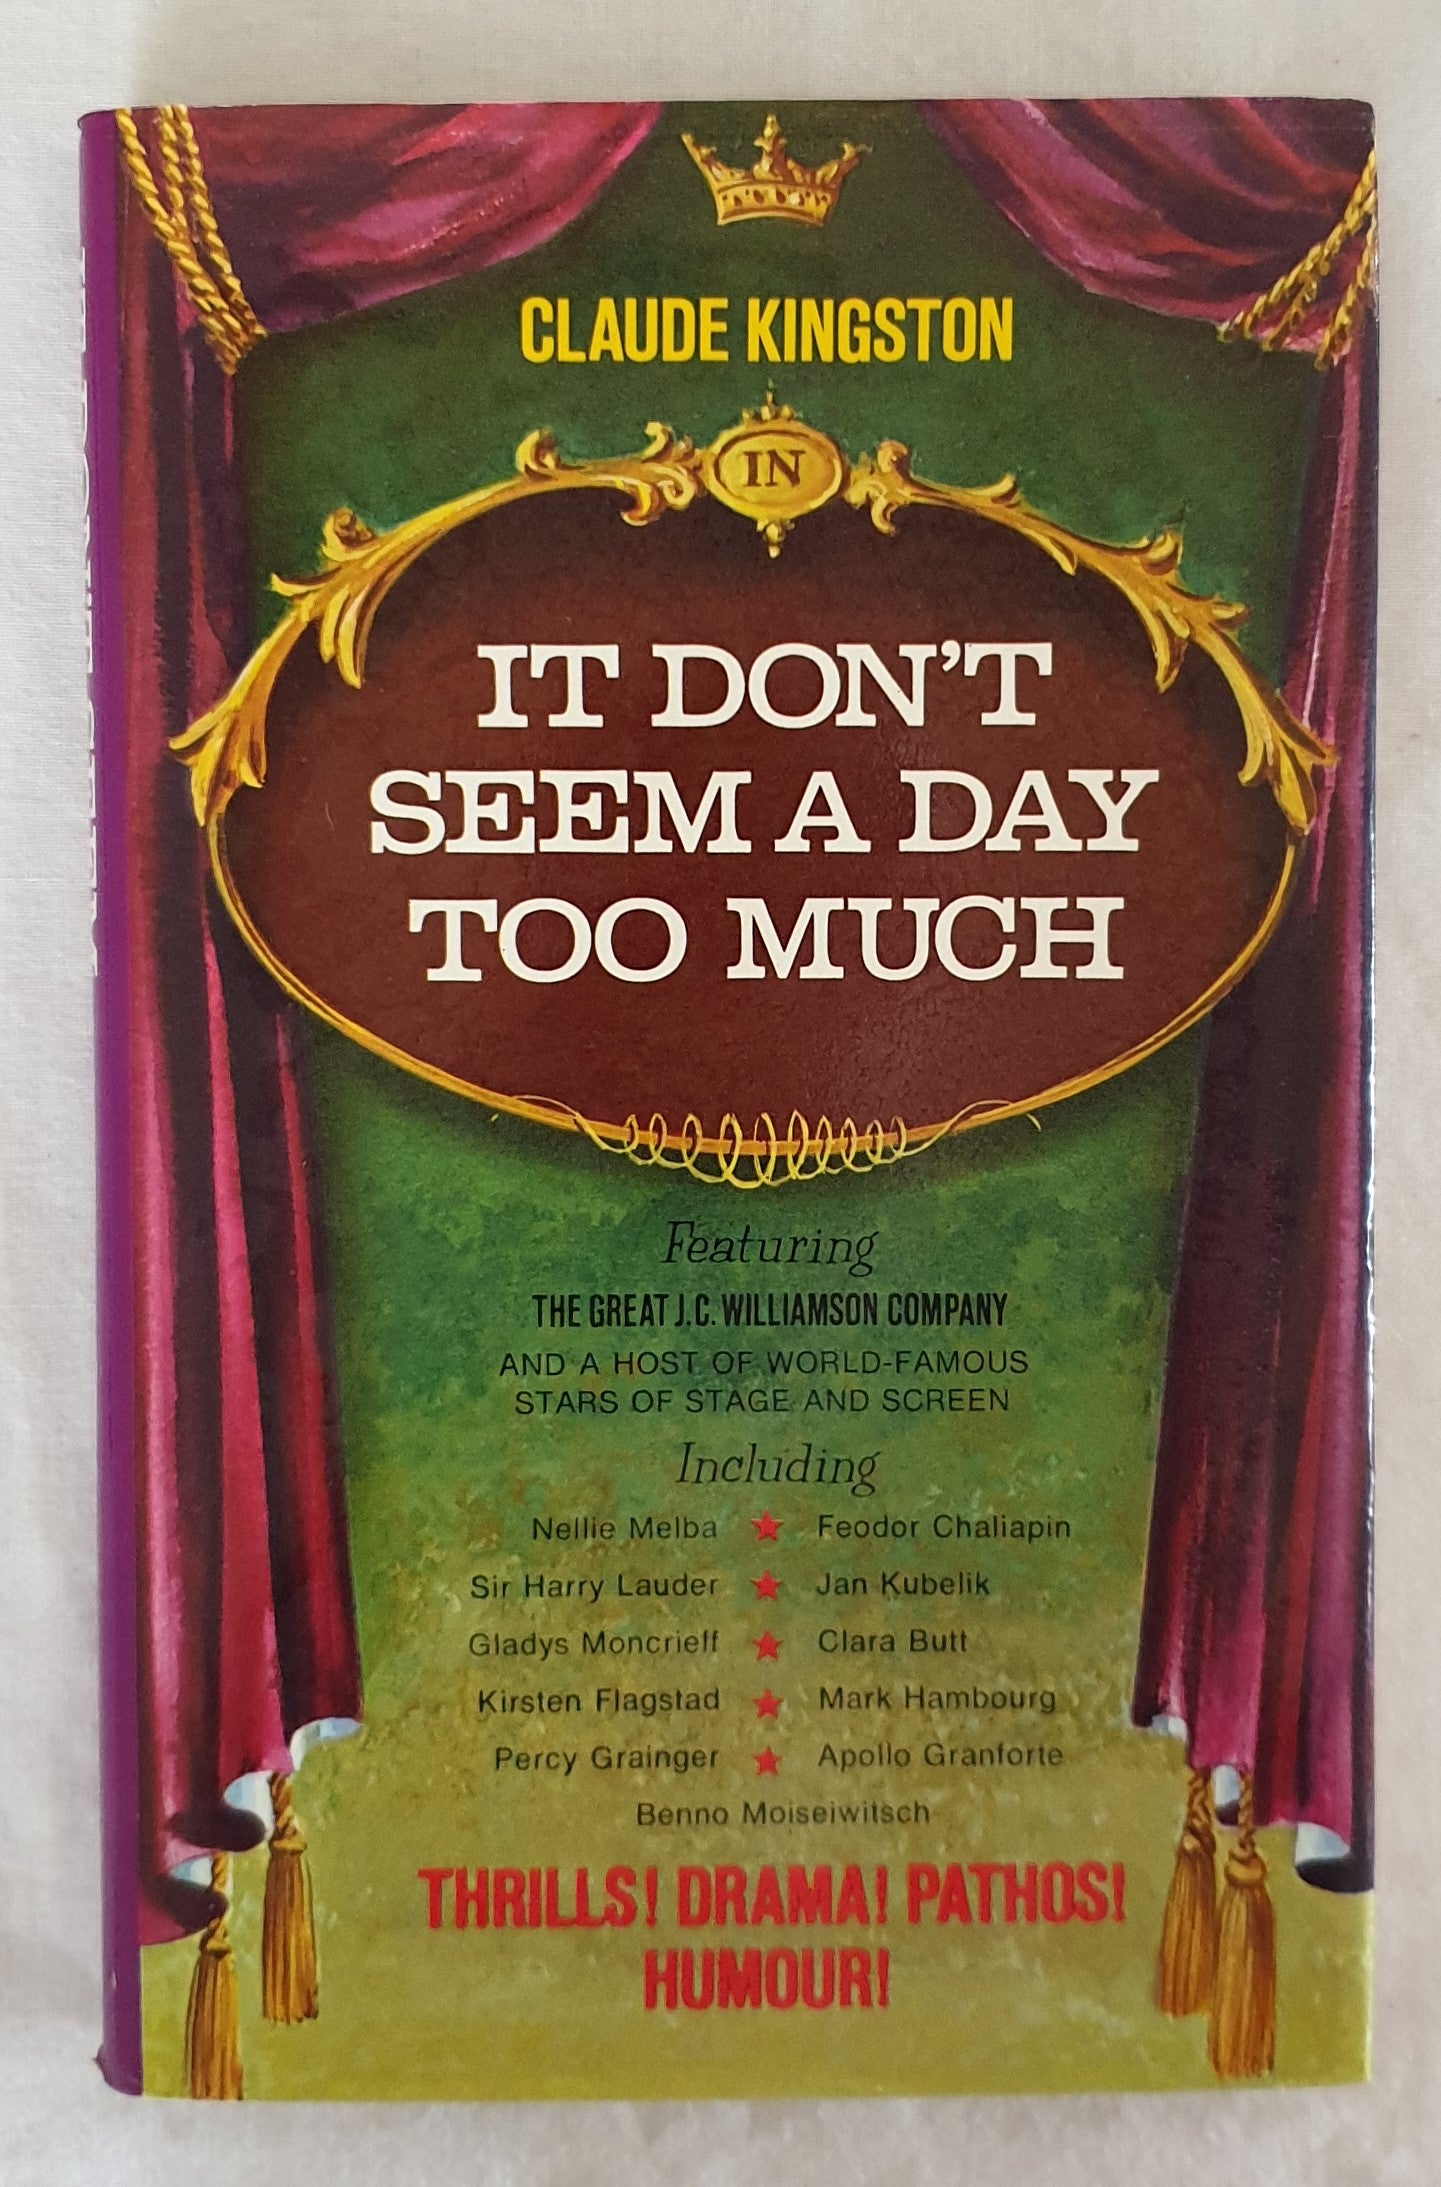 CLAUDE KINGSTON
IN
IT DON'T
SEEM A DAY
TOO MUCH
Featuring
THE GREAT J.C. WILLIAMSON COMPANY
AND A HOST OF WORLD-FAMOUS
STARS OF STAGE AND SCREEN
Including
Nellie Melba ★ Feodor Chaliapin
Sir Harry Lauder ★ Jan Kubelik
Gladys Moncrieff ★ Clara Butt
Kirsten Flagstad ★ Mark Hambourg
Percy Grainger ★ Apollo Granforte
Benno Moiseiwitsch
THRILLS! DRAMA! PATHOS!
HUMOUR!